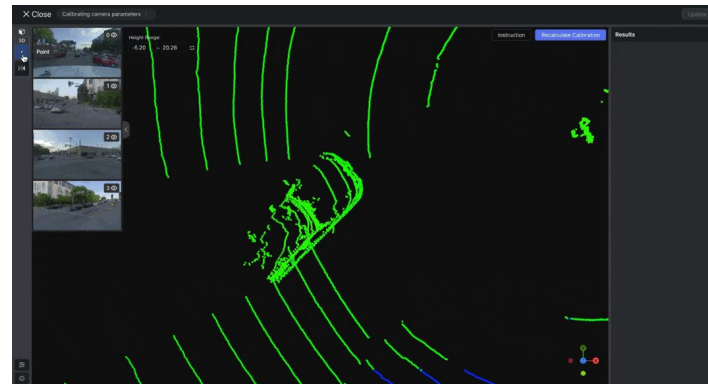 Close
Calibrating camera parameters
Update
3D
0
Point
Height Range:
-6.20 ~ 20.26
Instruction
Recalculate Calibration
Results
1
2
3